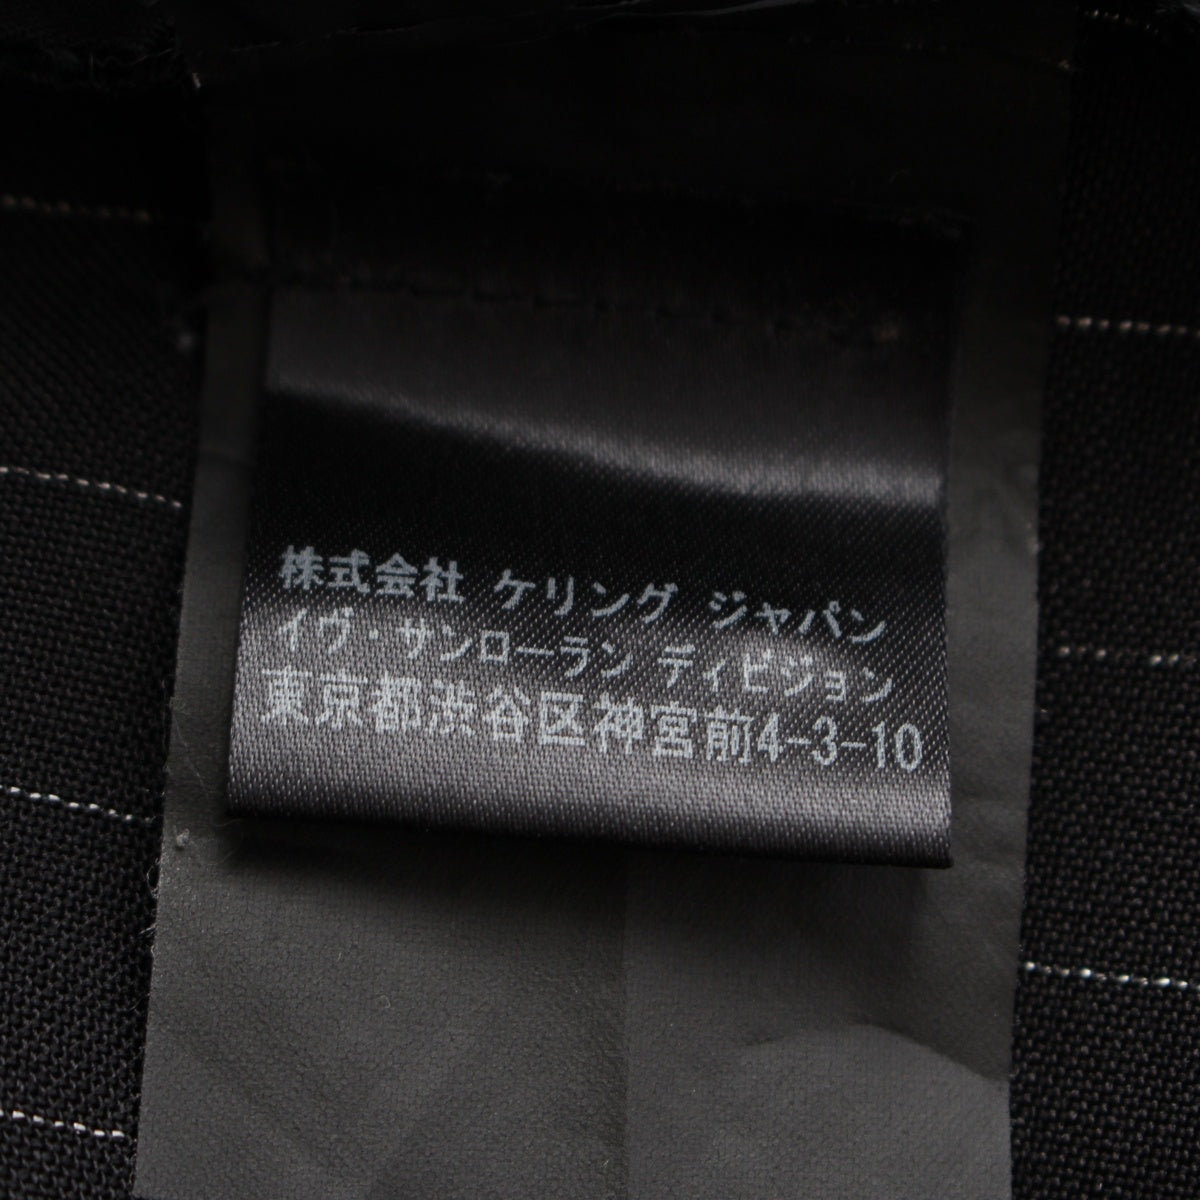 株式会社 ケリング ジャパン
イヴ・サンローラン ディビジョン
東京都渋谷区神宮前4-3-10